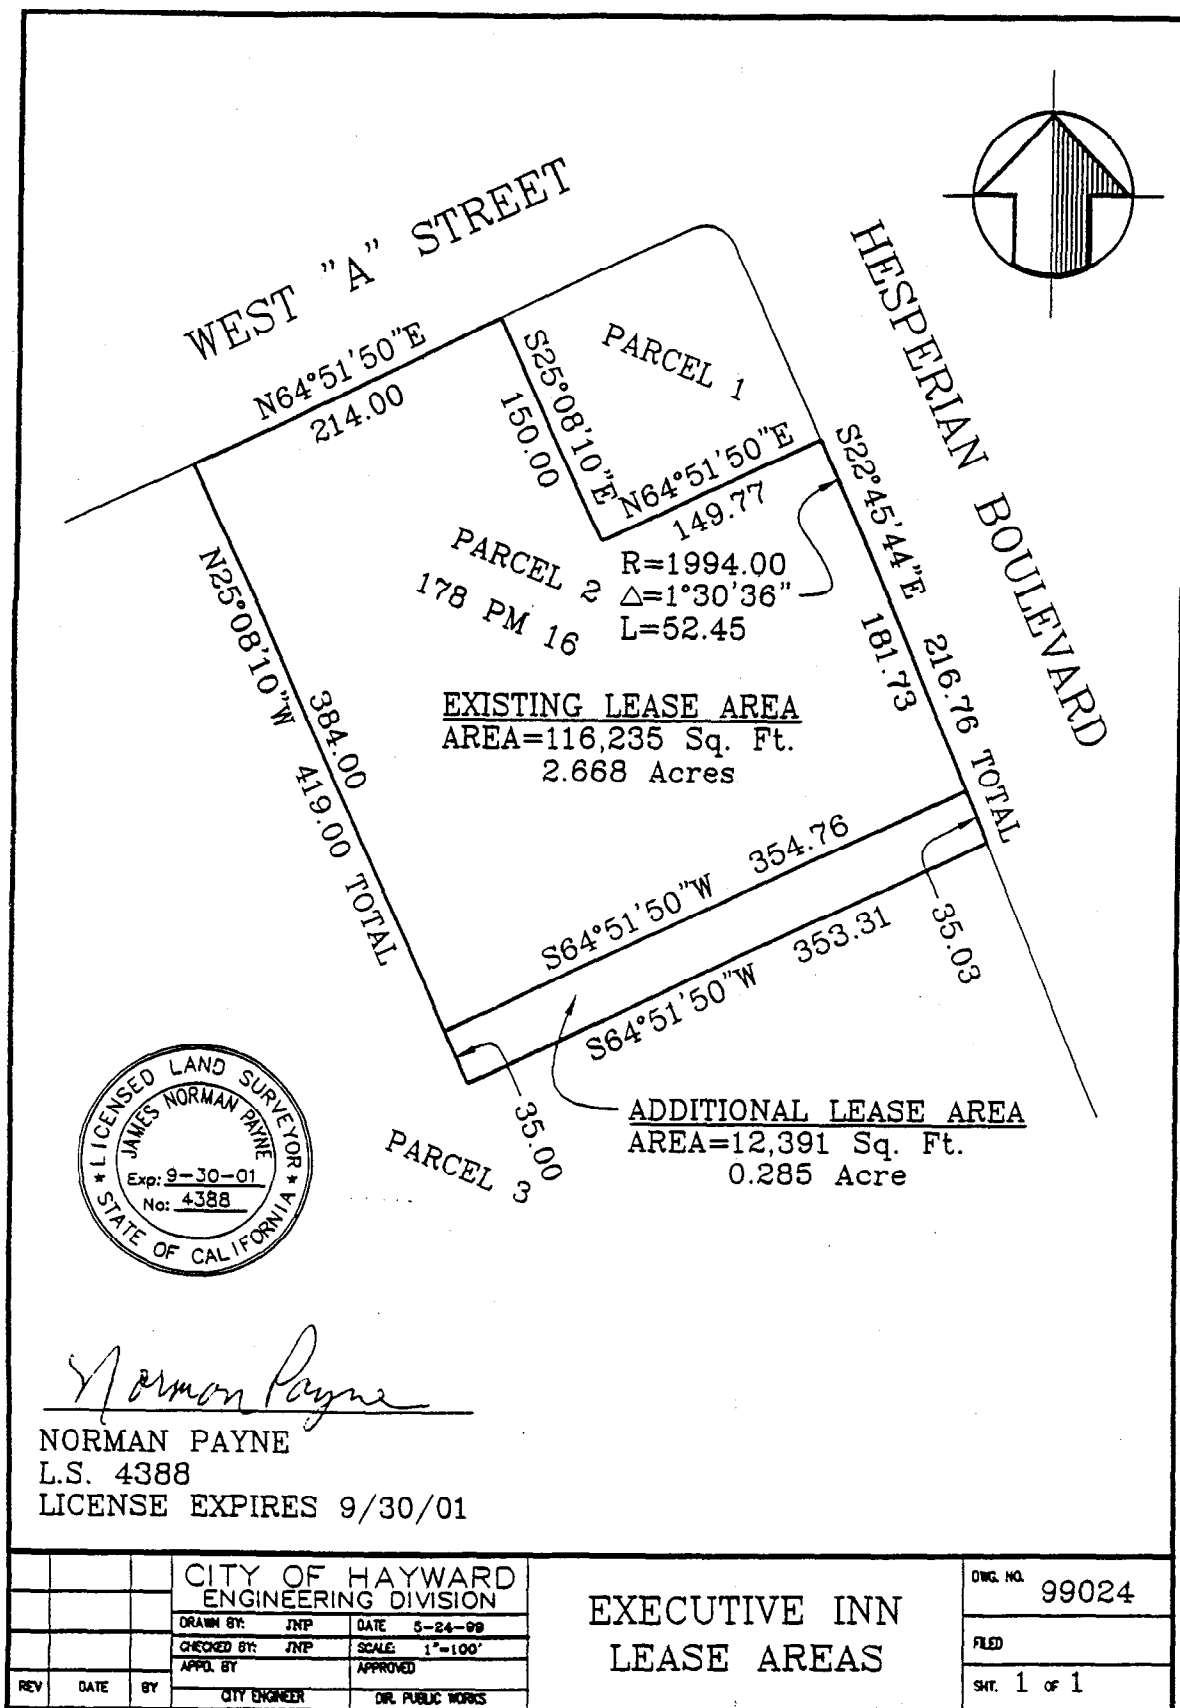 WEST "A" STREET
HESPERIAN BOULEVARD
N64°51'50"E
214.00
S25°08'10"E
150.00
PARCEL 1
N64°51'50"E
149.77
S22°45'44"E 216.76 TOTAL
181.73
R=1994.00
△=1°30'36"
L=52.45
PARCEL 2
178 PM 16
N25°08'10"W
384.00
419.00 TOTAL
EXISTING LEASE AREA
AREA=116,235 Sq. Ft.
2.668 Acres
S64°51'50"W 354.76
S64°51'50"W 353.31
35.03
35.00
ADDITIONAL LEASE AREA
AREA=12,391 Sq. Ft.
0.285 Acre
PARCEL 3
LICENSED LAND SURVEYOR
JAMES NORMAN PAYNE
Exp: 9-30-01
No: 4388
★ STATE OF CALIFORNIA ★
Norman Payne
NORMAN PAYNE
L.S. 4388
LICENSE EXPIRES 9/30/01
REV DATE BY
CITY OF HAYWARD
ENGINEERING DIVISION
DRAWN BY: JNP DATE 5-24-99
CHECKED BY: JNP SCALE: 1"=100'
APPD. BY APPROVED
CITY ENGINEER DIR. PUBLIC WORKS
EXECUTIVE INN
LEASE AREAS
DWG. NO. 99024
FILED
SHT. 1 OF 1